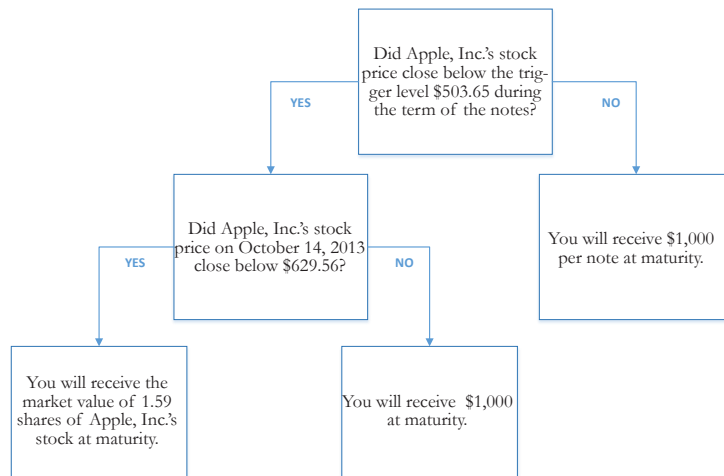 Did Apple, Inc.'s stock
price close below the trig-
ger level $503.65 during
the term of the notes?
YES
NO
Did Apple, Inc.'s stock
price on October 14, 2013
close below $629.56?
You will receive $1,000
per note at maturity.
YES
NO
You will receive the
market value of 1.59
shares of Apple, Inc.'s
stock at maturity.
You will receive $1,000
at maturity.